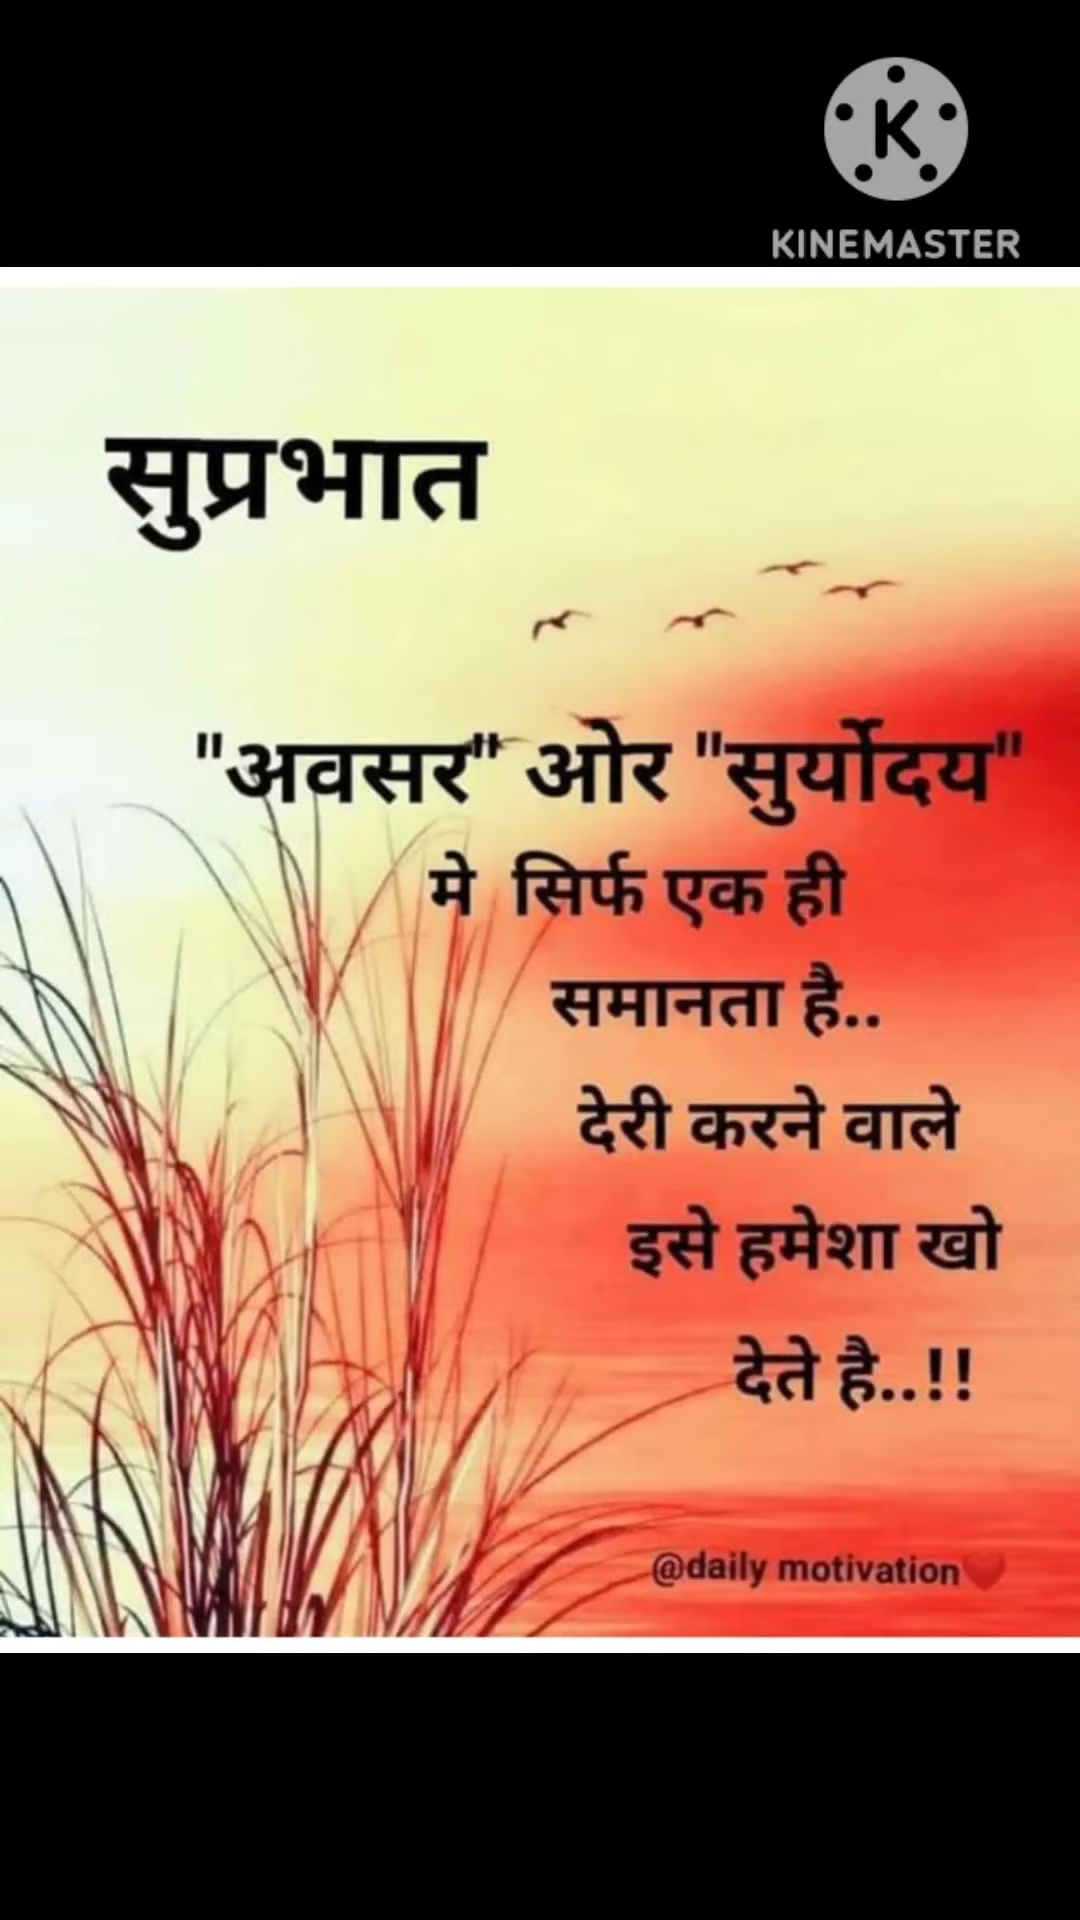 K
KINEMASTER
सुप्रभात
"अवसर" ओर "सुर्योदय"
मे सिर्फ एक ही
समानता है..
देरी करने वाले
इसे हमेशा खो
देते है..!!
@daily motivation❤